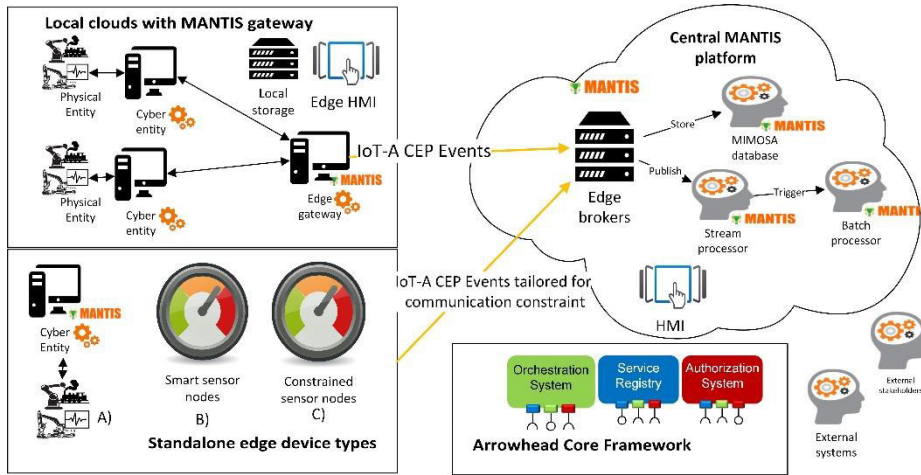 Local clouds with MANTIS gateway
Physical
Entity
Cyber
entity
Local
storage
Edge HMI
Physical
Entity
Cyber
entity
MANTIS
Edge
gateway
IoT-A CEP Events
Central MANTIS
platform
MANTIS
Edge
brokers
Store
MANTIS
MIMOSA
database
Publish
MANTIS
Stream
processor
Trigger
MANTI
Batch
processor
HMI
IoT-A CEP Events tailored for
communication constraint
MANTIS
Cyber
Entity
A)
Smart sensor
nodes
B)
Constrained
sensor nodes
C)
Standalone edge device types
Orchestration
System
Service
Registry
Authorization
System
Arrowhead Core Framework
External
stakeholders
External
systems